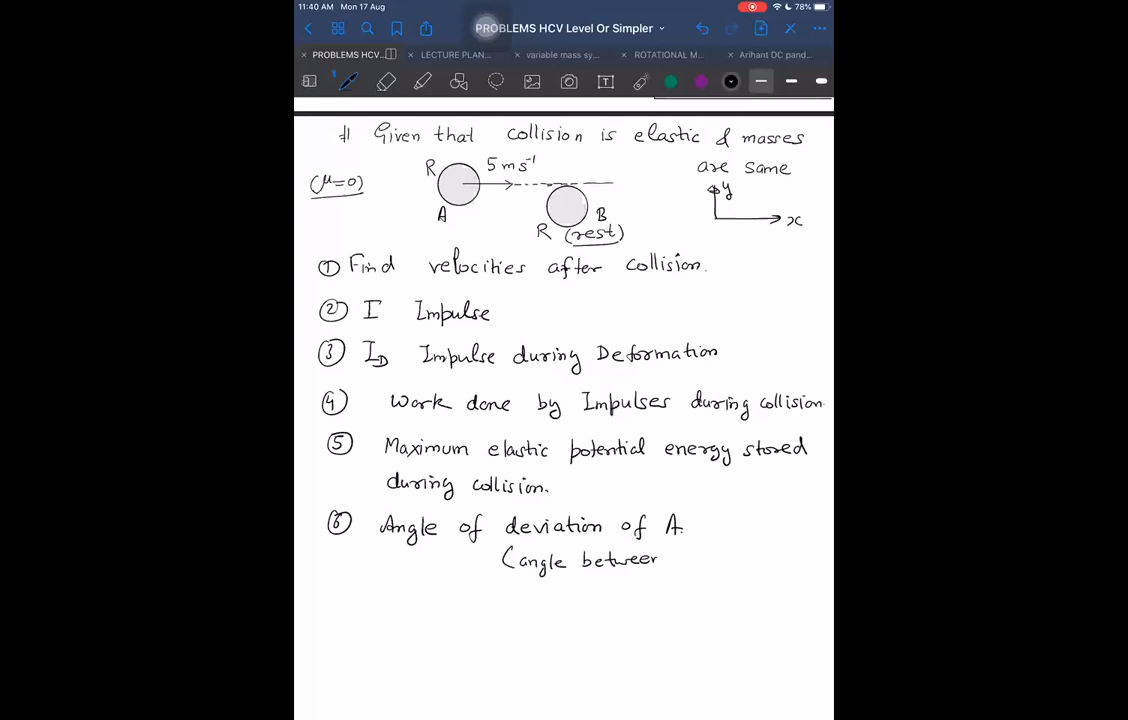 11:40 AM Mon 17 Aug
78%
PROBLEMS HCV Level Or Simpler
PROBLEMS HCV... LECTURE PLAN... variable mass sy... ROTATIONAL M... Arihant DC pand...
# Given that collision is elastic & masses
are same
(μ=0)
R 5 ms⁻¹
A
B
R (rest)
y
x
① Find velocities after collision.
② I Impulse
③ I_D Impulse during Deformation
④ Work done by Impulses during collision
⑤ Maximum elastic potential energy stored
during collision.
⑥ Angle of deviation of A.
(angle between